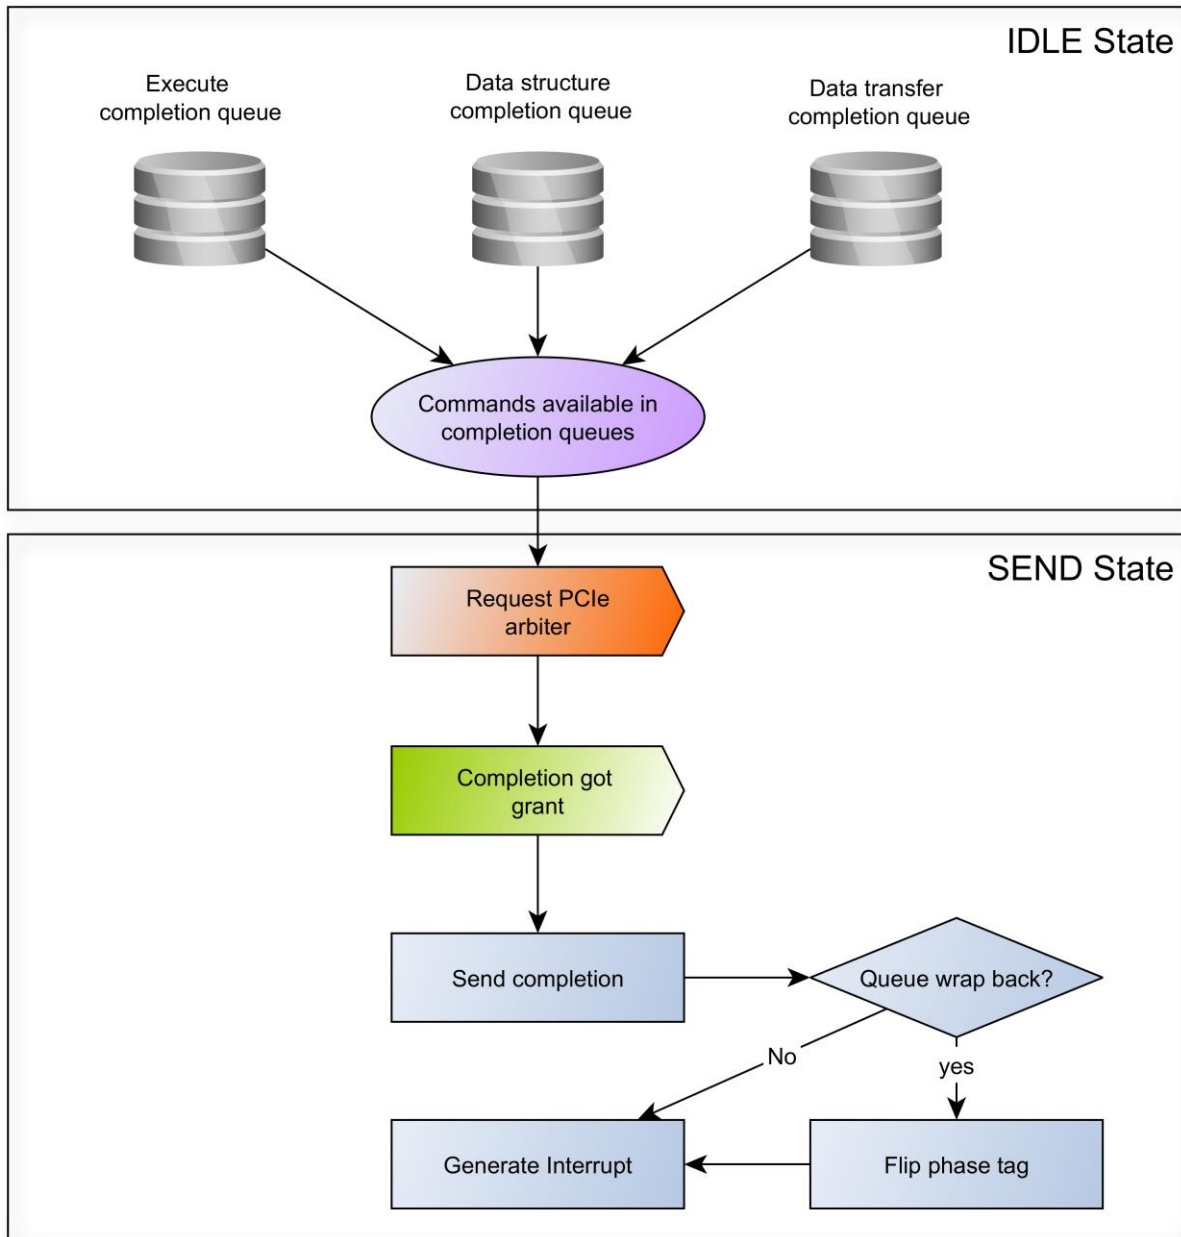 IDLE State
Execute
completion queue
Data structure
completion queue
Data transfer
completion queue
Commands available in
completion queues
SEND State
Request PCIe
arbiter
Completion got
grant
Send completion
Queue wrap back?
No
yes
Generate Interrupt
Flip phase tag